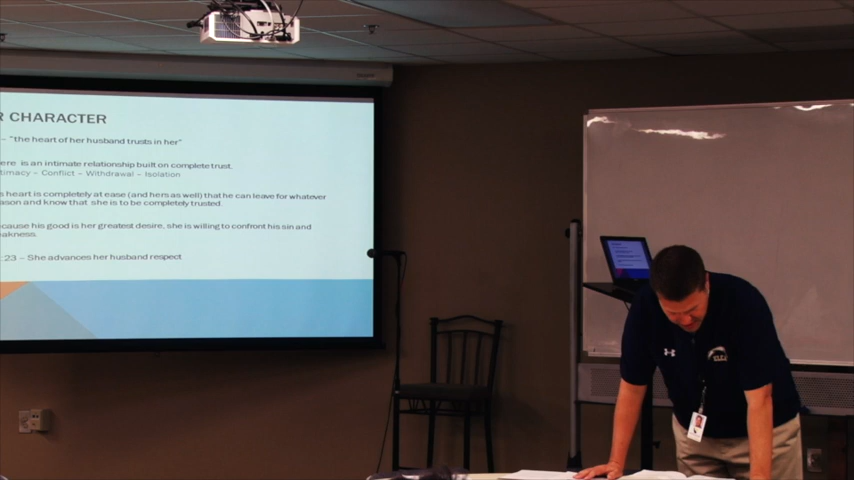 R CHARACTER
– "the heart of her husband trusts in her"
ere is an intimate relationship built on complete trust.
timacy – Conflict – Withdrawal – Isolation
s heart is completely at ease (and hers as well) that he can leave for whatever
ason and know that she is to be completely trusted.
cause his good is her greatest desire, she is willing to confront his sin and
akness.
:23 – She advances her husband respect